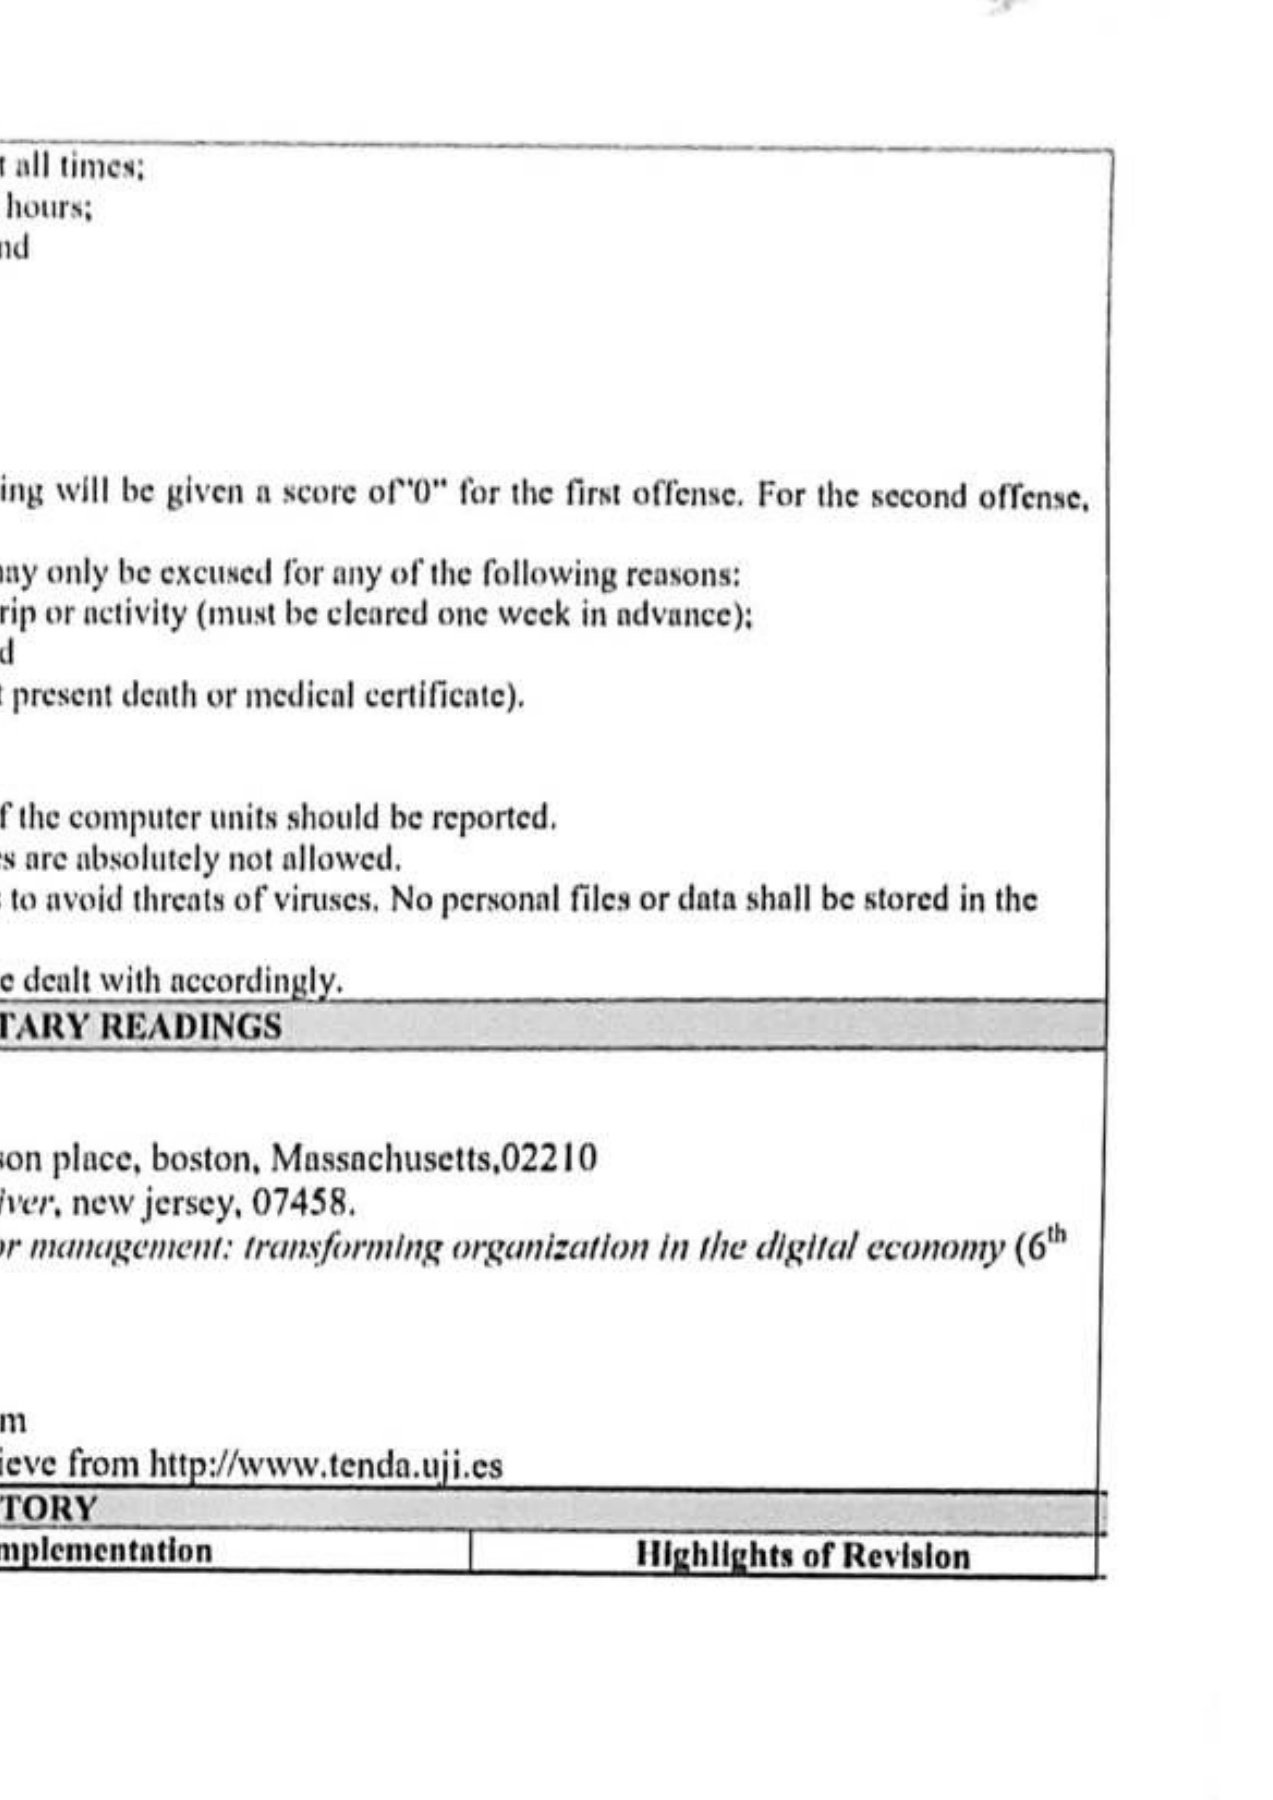 t all times;
hours;
nd
ing will be given a score of"0" for the first offense. For the second offense,
nay only be excused for any of the following reasons:
rip or activity (must be cleared one week in advance);
d
t present death or medical certificate).
f the computer units should be reported.
s are absolutely not allowed.
to avoid threats of viruses. No personal files or data shall be stored in the
e dealt with accordingly.
TARY READINGS
son place, boston, Massachusetts,02210
iver, new jersey, 07458.
or management: transforming organization in the digital economy (6th
m
ieve from http://www.tenda.uji.es
TORY
mplementation
Highlights of Revision